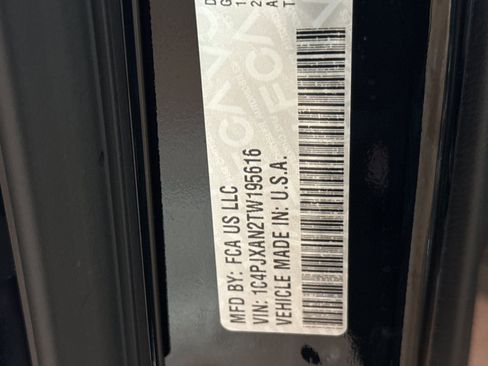 MFD BY: FCA US LLC
VIN: 1C4PJXAN2TW195616
VEHICLE MADE IN: U.S.A.